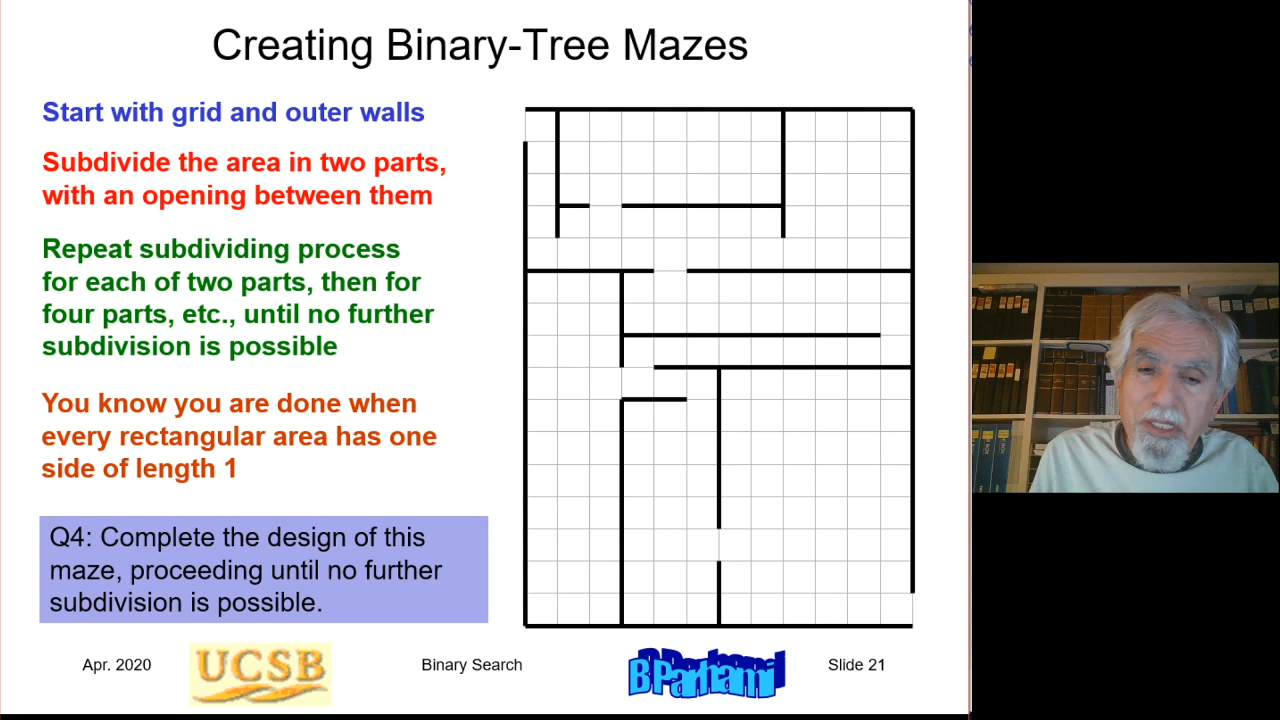 Creating Binary-Tree Mazes
Start with grid and outer walls
Subdivide the area in two parts,
with an opening between them
Repeat subdividing process
for each of two parts, then for
four parts, etc., until no further
subdivision is possible
You know you are done when
every rectangular area has one
side of length 1
Q4: Complete the design of this
maze, proceeding until no further
subdivision is possible.
Apr. 2020
UCSB
Binary Search
B Parhami
Slide 21